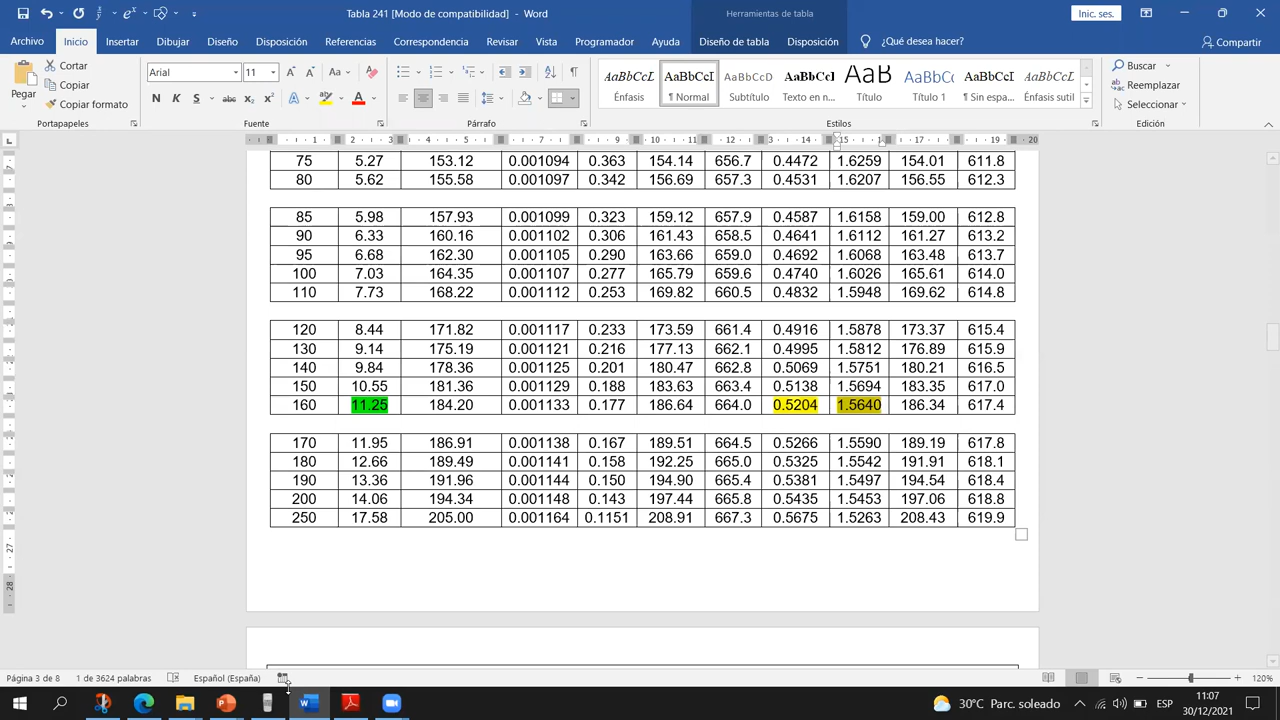 Tabla 241 [Modo de compatibilidad] - Word
Herramientas de tabla
Inic. ses.
Archivo Inicio Insertar Dibujar Diseño Disposición Referencias Correspondencia Revisar Vista Programador Ayuda Diseño de tabla Disposición ¿Qué desea hacer? Compartir
Pegar
Cortar
Copiar
Copiar formato
Portapapeles
Arial 11
N K S abc x₂ x²
Fuente
Párrafo
AaBbCcL AaBbCcI AaBbCcD AaBbCcl AaB AaBbC AaBbCcI AaBbCcL
Énfasis ¶ Normal Subtítulo Texto en n... Título Título 1 ¶ Sin espa... Énfasis sutil
Estilos
Buscar
Reemplazar
Seleccionar
Edición
75 5.27 153.12 0.001094 0.363 154.14 656.7 0.4472 1.6259 154.01 611.8
80 5.62 155.58 0.001097 0.342 156.69 657.3 0.4531 1.6207 156.55 612.3
85 5.98 157.93 0.001099 0.323 159.12 657.9 0.4587 1.6158 159.00 612.8
90 6.33 160.16 0.001102 0.306 161.43 658.5 0.4641 1.6112 161.27 613.2
95 6.68 162.30 0.001105 0.290 163.66 659.0 0.4692 1.6068 163.48 613.7
100 7.03 164.35 0.001107 0.277 165.79 659.6 0.4740 1.6026 165.61 614.0
110 7.73 168.22 0.001112 0.253 169.82 660.5 0.4832 1.5948 169.62 614.8
120 8.44 171.82 0.001117 0.233 173.59 661.4 0.4916 1.5878 173.37 615.4
130 9.14 175.19 0.001121 0.216 177.13 662.1 0.4995 1.5812 176.89 615.9
140 9.84 178.36 0.001125 0.201 180.47 662.8 0.5069 1.5751 180.21 616.5
150 10.55 181.36 0.001129 0.188 183.63 663.4 0.5138 1.5694 183.35 617.0
160 11.25 184.20 0.001133 0.177 186.64 664.0 0.5204 1.5640 186.34 617.4
170 11.95 186.91 0.001138 0.167 189.51 664.5 0.5266 1.5590 189.19 617.8
180 12.66 189.49 0.001141 0.158 192.25 665.0 0.5325 1.5542 191.91 618.1
190 13.36 191.96 0.001144 0.150 194.90 665.4 0.5381 1.5497 194.54 618.4
200 14.06 194.34 0.001148 0.143 197.44 665.8 0.5435 1.5453 197.06 618.8
250 17.58 205.00 0.001164 0.1151 208.91 667.3 0.5675 1.5263 208.43 619.9
Página 3 de 8 1 de 3624 palabras Español (España) 120%
30°C Parc. soleado ESP 11:07
30/12/2021